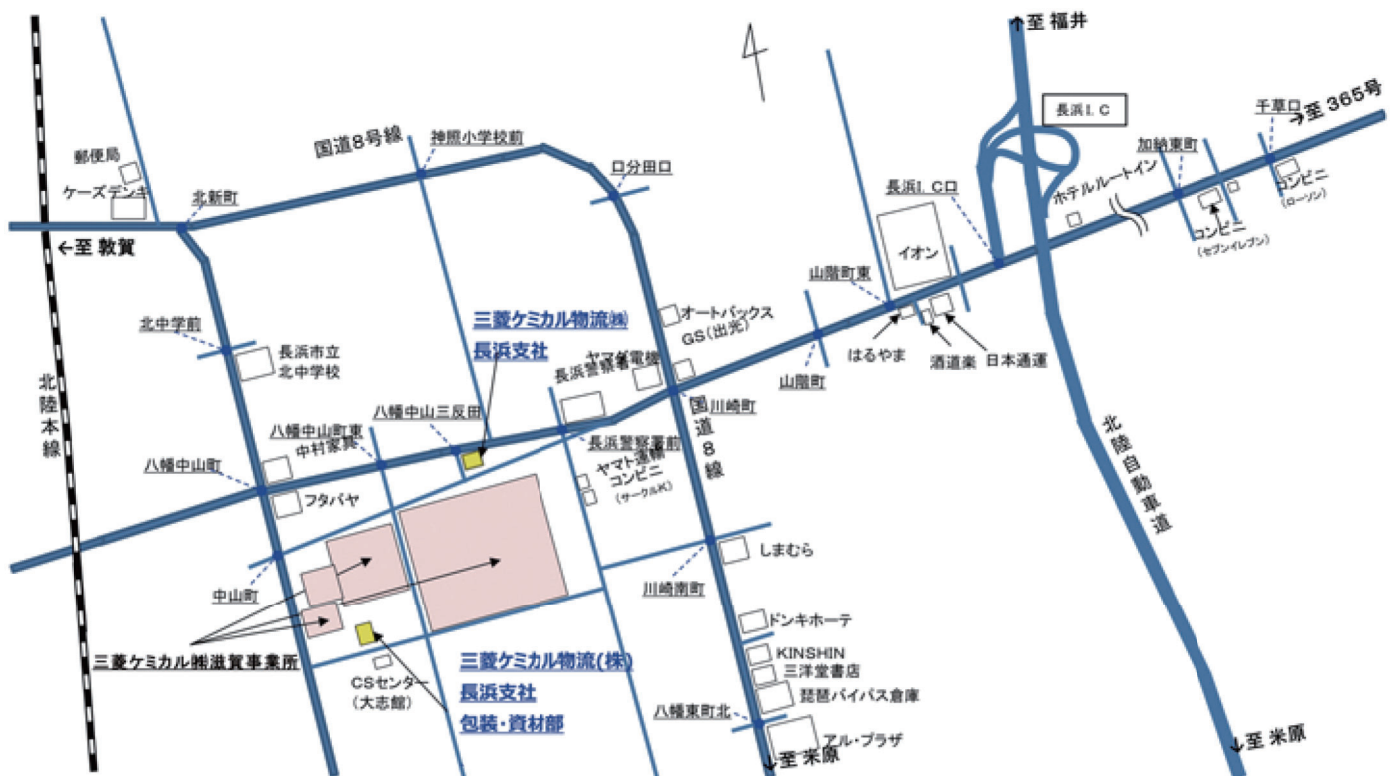 ↑至 福井
長浜I. C
千草口
→至 365号
加納東町
コンビニ
(ローソン)
コンビニ
(セブンイレブン)
ホテルルートイン
長浜I. C口
イオン
山階町東
はるやま
酒道楽
日本通運
山階町
国道8号線
神照小学校前
口分田口
郵便局
ケーズデンキ
北新町
←至 敦賀
北中学前
長浜市立
北中学校
北陸本線
三菱ケミカル物流㈱
長浜支社
オートバックス
GS(出光)
ヤマダ電機
長浜警察署
川崎町
国道8線
八幡中山三反田
八幡中山町東
中村家具
八幡中山町
フタバヤ
長浜警察署前
ヤマト運輸
コンビニ
(サークルK)
北陸自動車道
中山町
しまむら
川崎南町
ドンキホーテ
KINSHIN
三洋堂書店
琵琶バイパス倉庫
八幡東町北
アル・プラザ
↓至 米原
↓至 米原
三菱ケミカル㈱滋賀事業所
CSセンター
(大志館)
三菱ケミカル物流(株)
長浜支社
包装・資材部